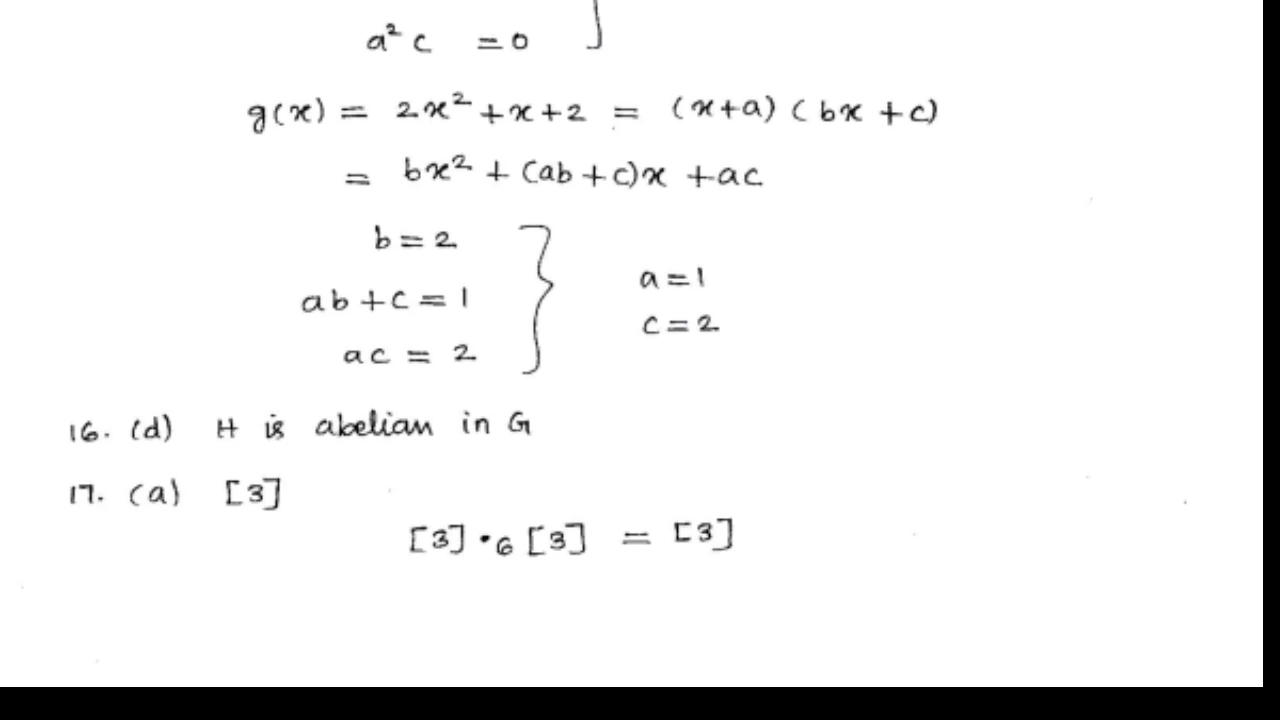 a² c = 0
g(x) = 2x² + x + 2 = (x+a) (bx + c)
= bx² + (ab + c)x + ac
b = 2
ab + c = 1
ac = 2
a = 1
c = 2
16. (d) H is abelian in G
17. (a) [3]
[3] •₆ [3] = [3]